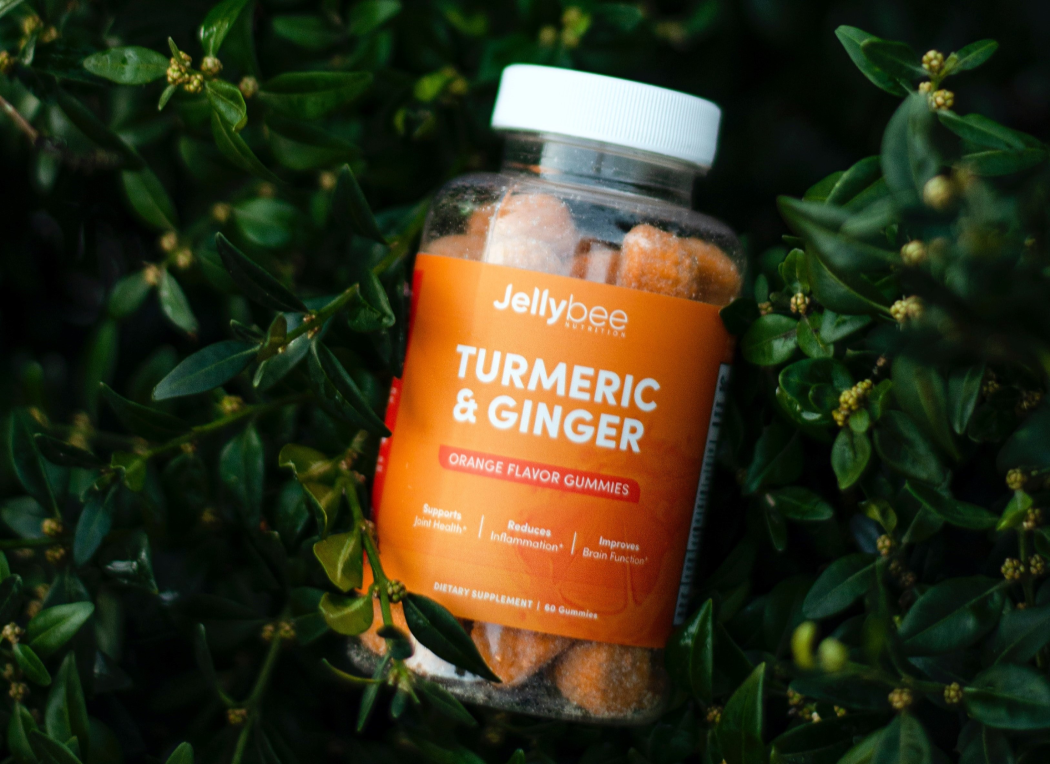 Jellybee
NUTRITION
TURMERIC
& GINGER
ORANGE FLAVOR GUMMIES
Supports
Joint Health*
Reduces
Inflammation*
Improves
Brain Function*
DIETARY SUPPLEMENT | 60 Gummies